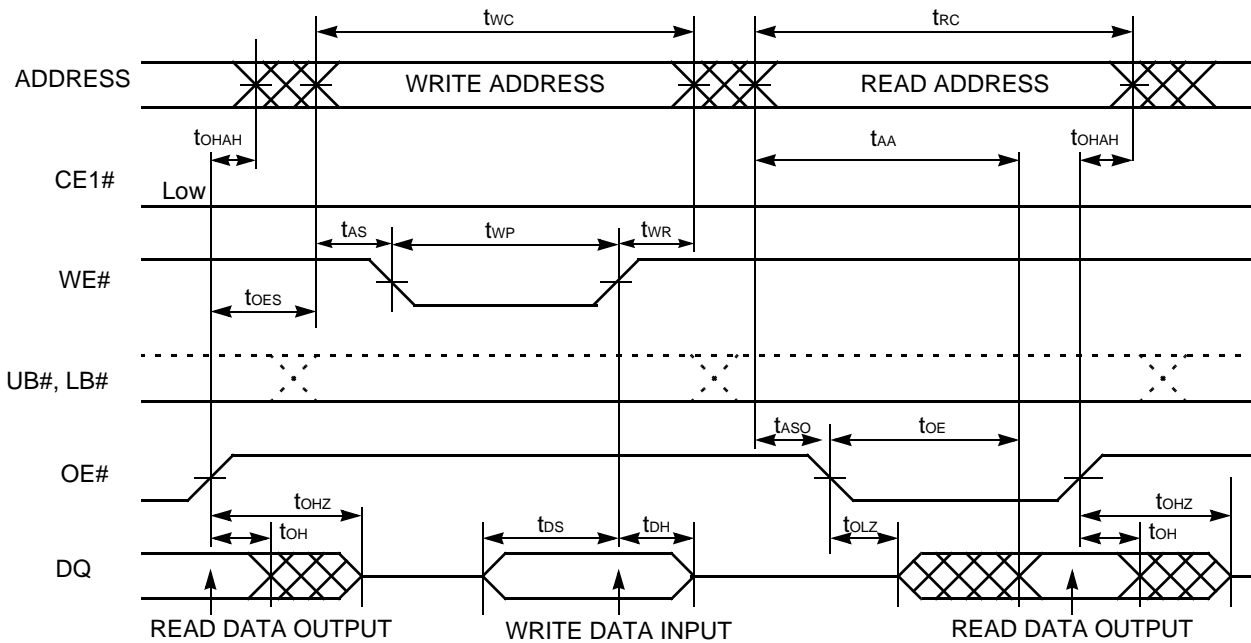 tWC
tRC
ADDRESS
WRITE ADDRESS
READ ADDRESS
tOHAH
tAA
tOHAH
CE1#
Low
tAS
tWP
tWR
WE#
tOES
UB#, LB#
tASO
tOE
OE#
tOHZ
tOHZ
tOH
tDS
tDH
tOLZ
tOH
DQ
READ DATA OUTPUT
WRITE DATA INPUT
READ DATA OUTPUT